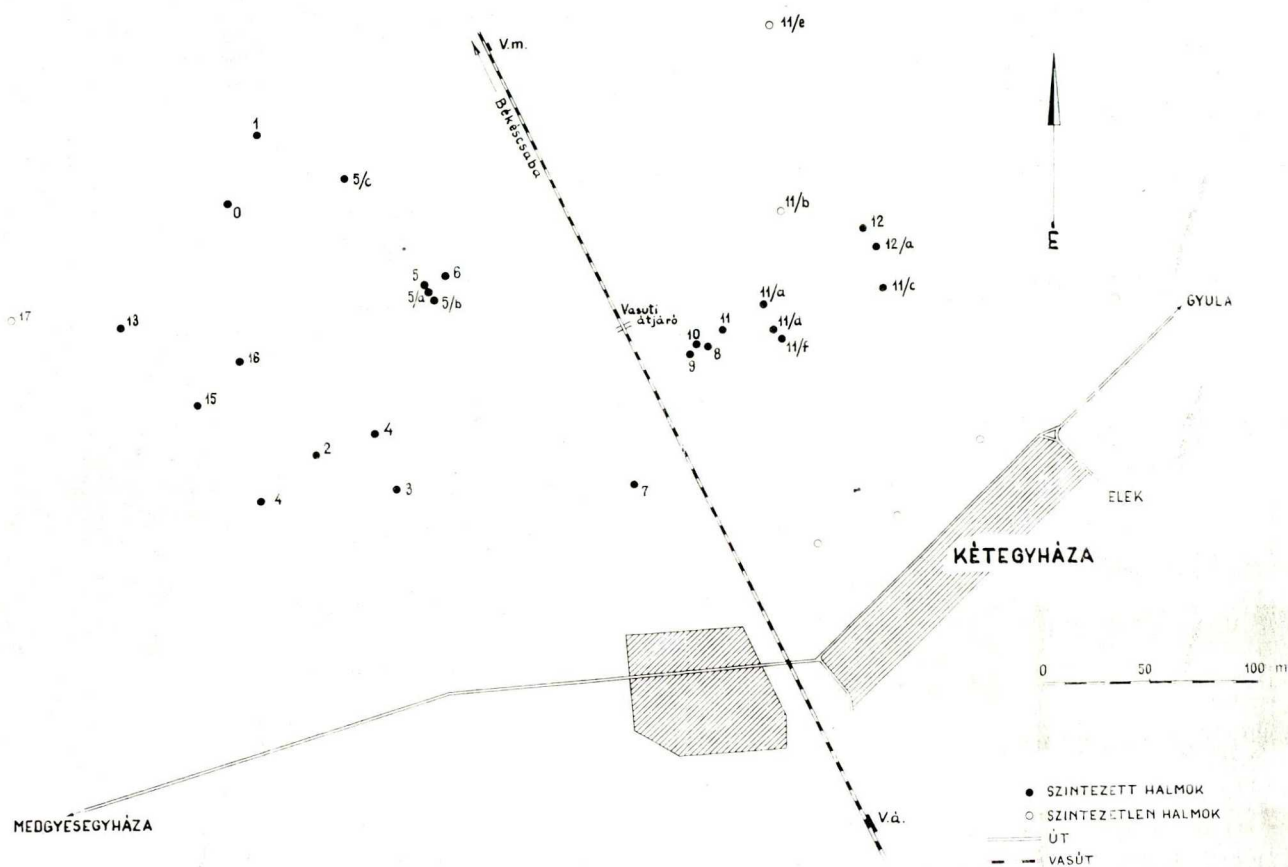 11/e
V.m.
Békéscsaba
1
5/c
0
11/b
12
12/a
E
6
5
5/a
5/b
11/c
11/a
GYULA
17
13
Vasuti
átjáró
11
11/a
10
8
11/f
9
16
15
4
2
3
7
4
ELEK
KÉTEGYHÁZA
0 50 100 m
SZINTEZETT HALMOK
SZINTEZETLEN HALMOK
ÚT
VASÚT
MEDGYESEGYHÁZA
V.á.